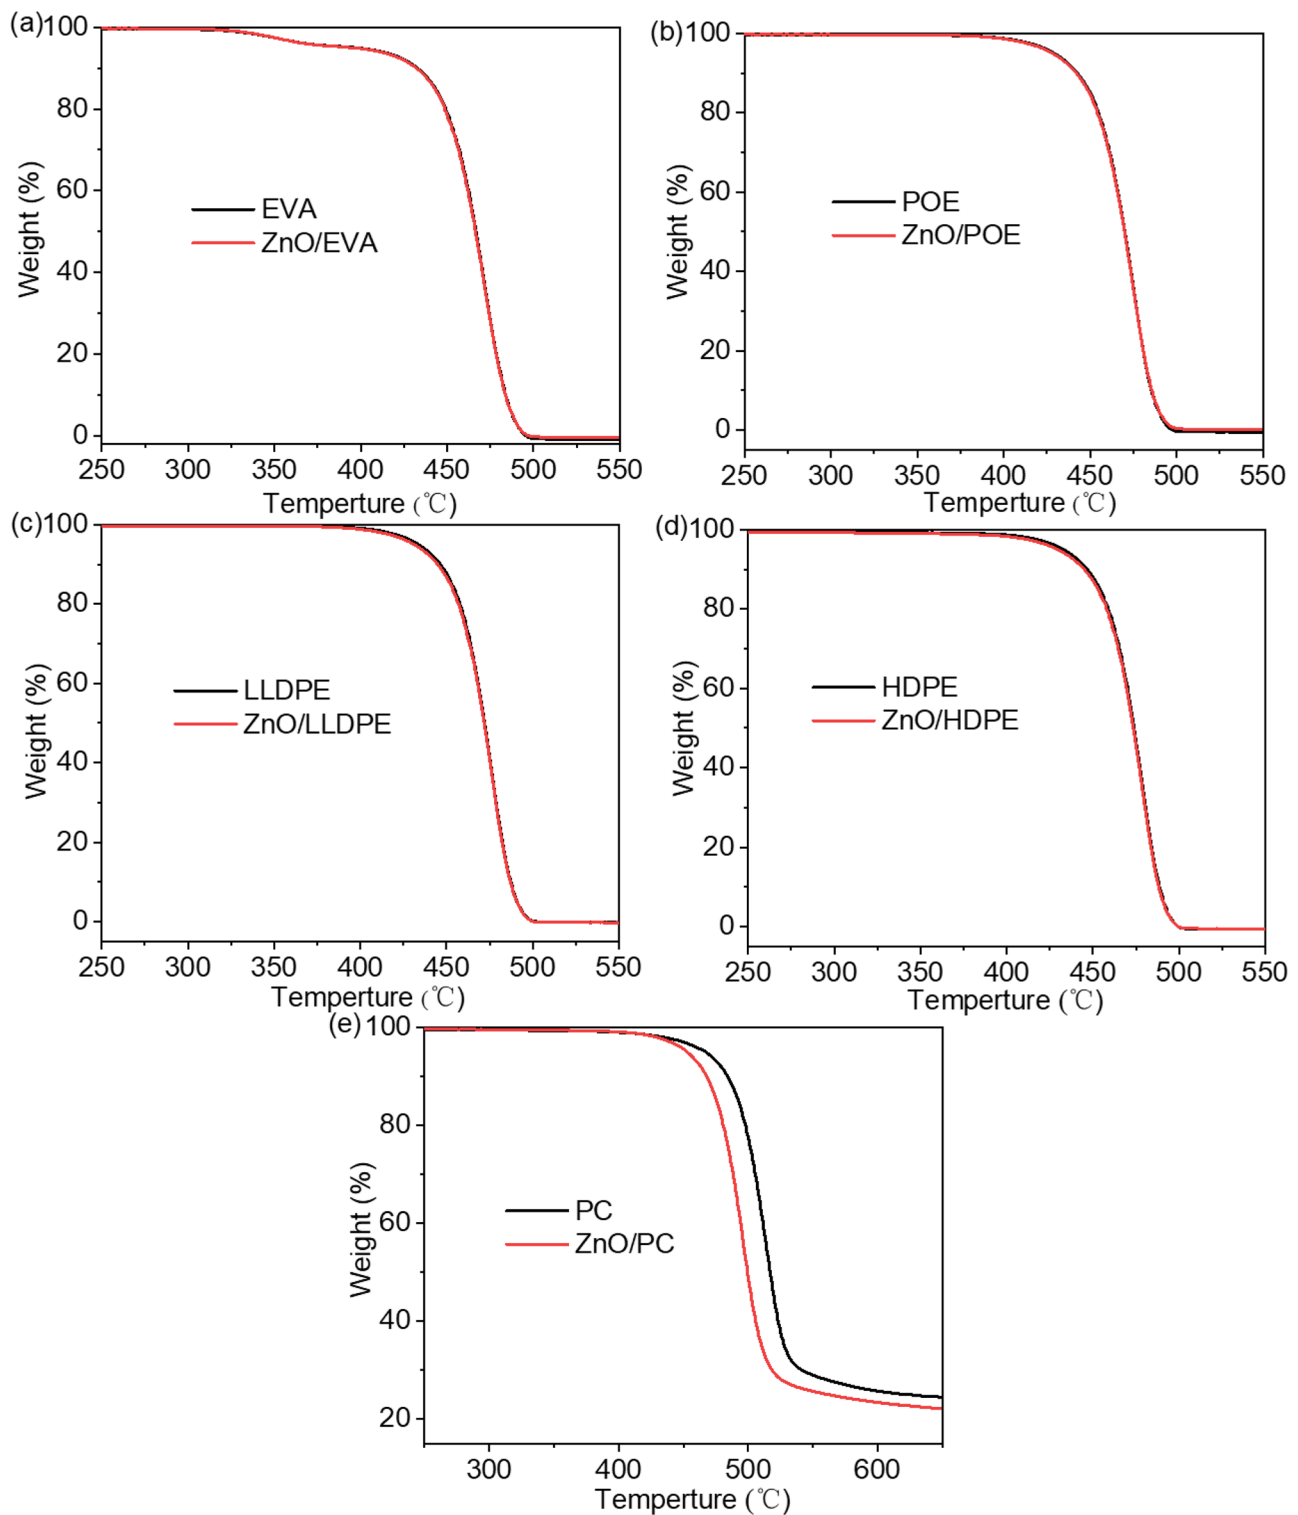 (a)
100
80
60
40
20
0
Weight (%)
EVA
ZnO/EVA
250 300 350 400 450 500 550
Temperture (℃)
(b)
100
80
60
40
20
0
Weight (%)
POE
ZnO/POE
250 300 350 400 450 500 550
Temperture (℃)
(c)
100
80
60
40
20
0
Weight (%)
LLDPE
ZnO/LLDPE
250 300 350 400 450 500 550
Temperture (℃)
(d)
100
80
60
40
20
0
Weight (%)
HDPE
ZnO/HDPE
250 300 350 400 450 500 550
Temperture (℃)
(e)
100
80
60
40
20
Weight (%)
PC
ZnO/PC
300 400 500 600
Temperture (℃)